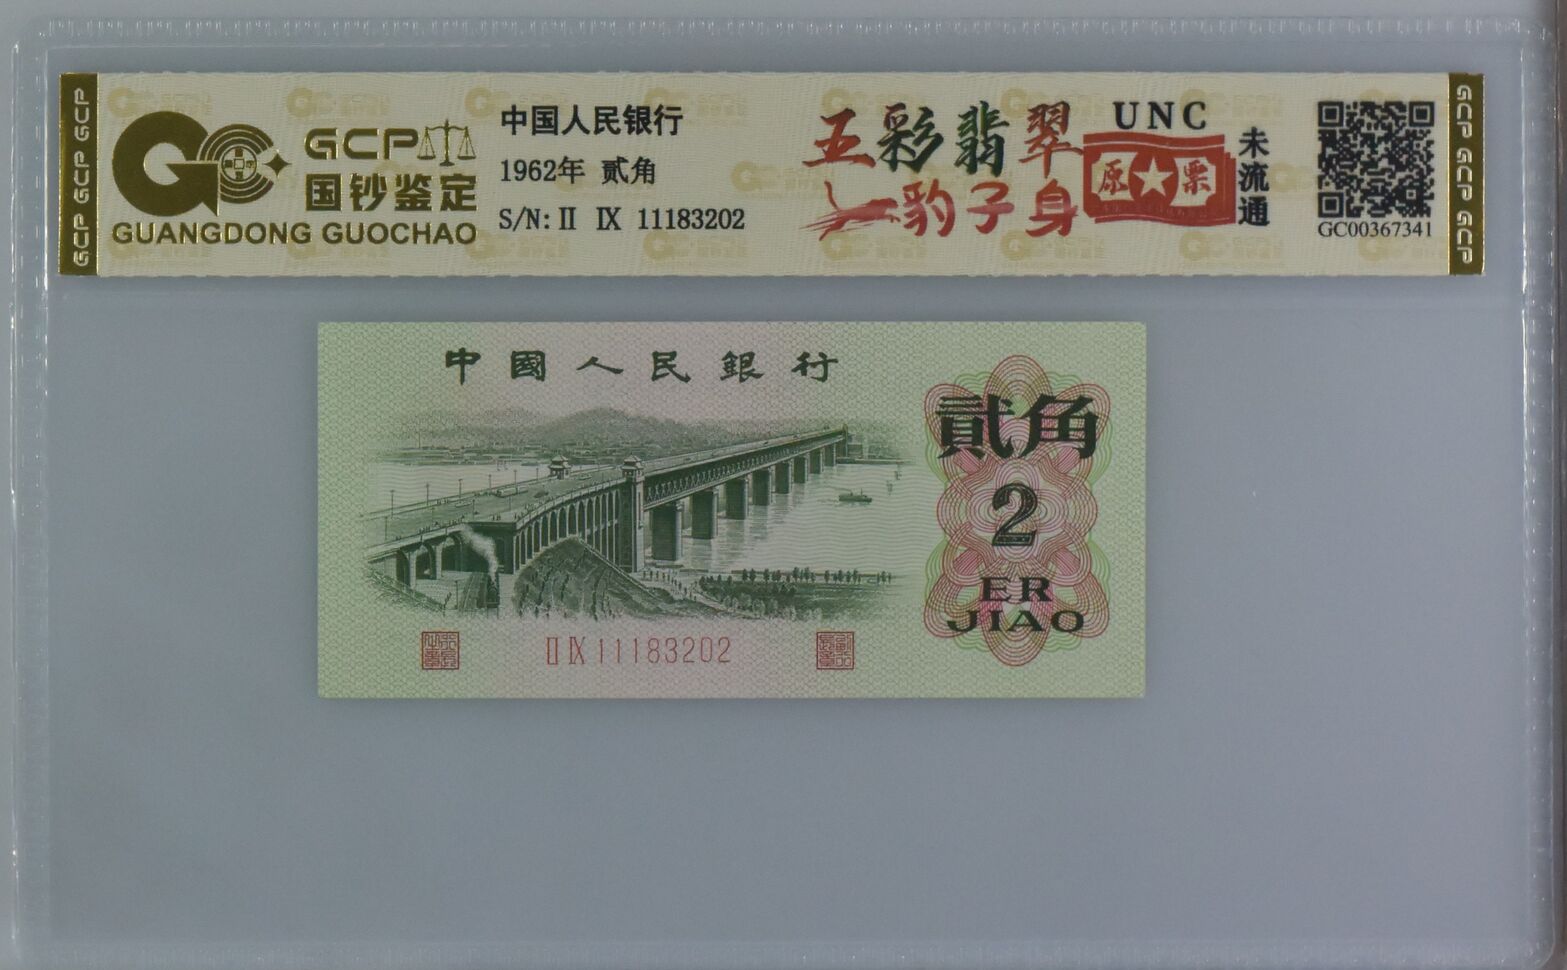 GCP GCP GCP
GCP
国钞鉴定
GUANGDONG GUOCHAO
中国人民银行
1962年 贰角
S/N: II IX 11183202
五彩翡翠
豹子身
UNC
原票
未流通
GC00367341
GCP GCP GCP
中國人民銀行
貳角
2
ER
JIAO
II IX 11183202